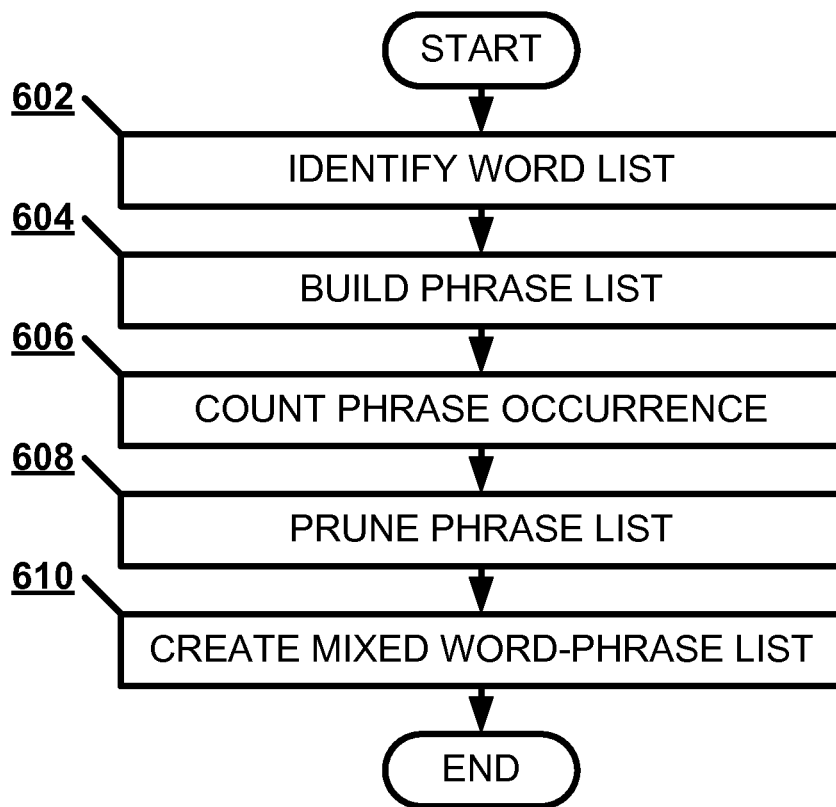 START
602
IDENTIFY WORD LIST
604
BUILD PHRASE LIST
606
COUNT PHRASE OCCURRENCE
608
PRUNE PHRASE LIST
610
CREATE MIXED WORD-PHRASE LIST
END